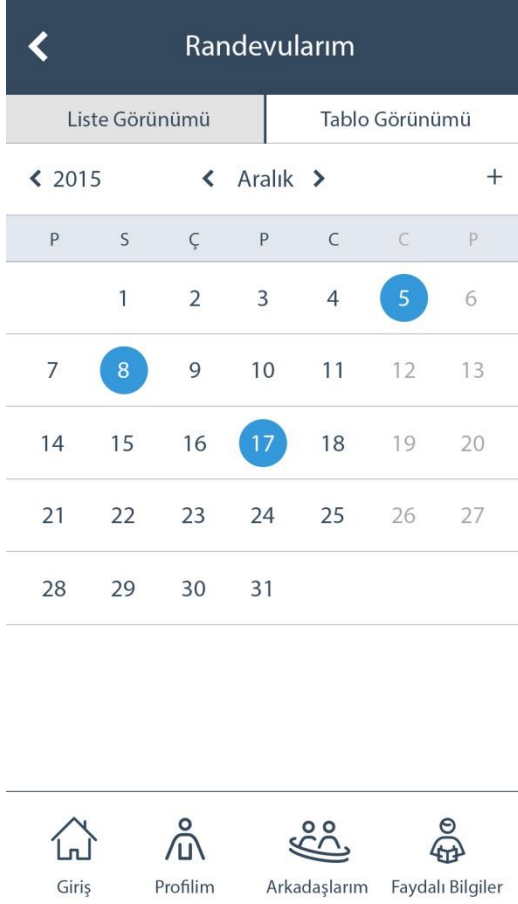 Randevularım
Liste Görünümü Tablo Görünümü
2015 Aralık +
P S Ç P C C P
1 2 3 4 5 6
7 8 9 10 11 12 13
14 15 16 17 18 19 20
21 22 23 24 25 26 27
28 29 30 31
Giriş Profilim Arkadaşlarım Faydalı Bilgiler